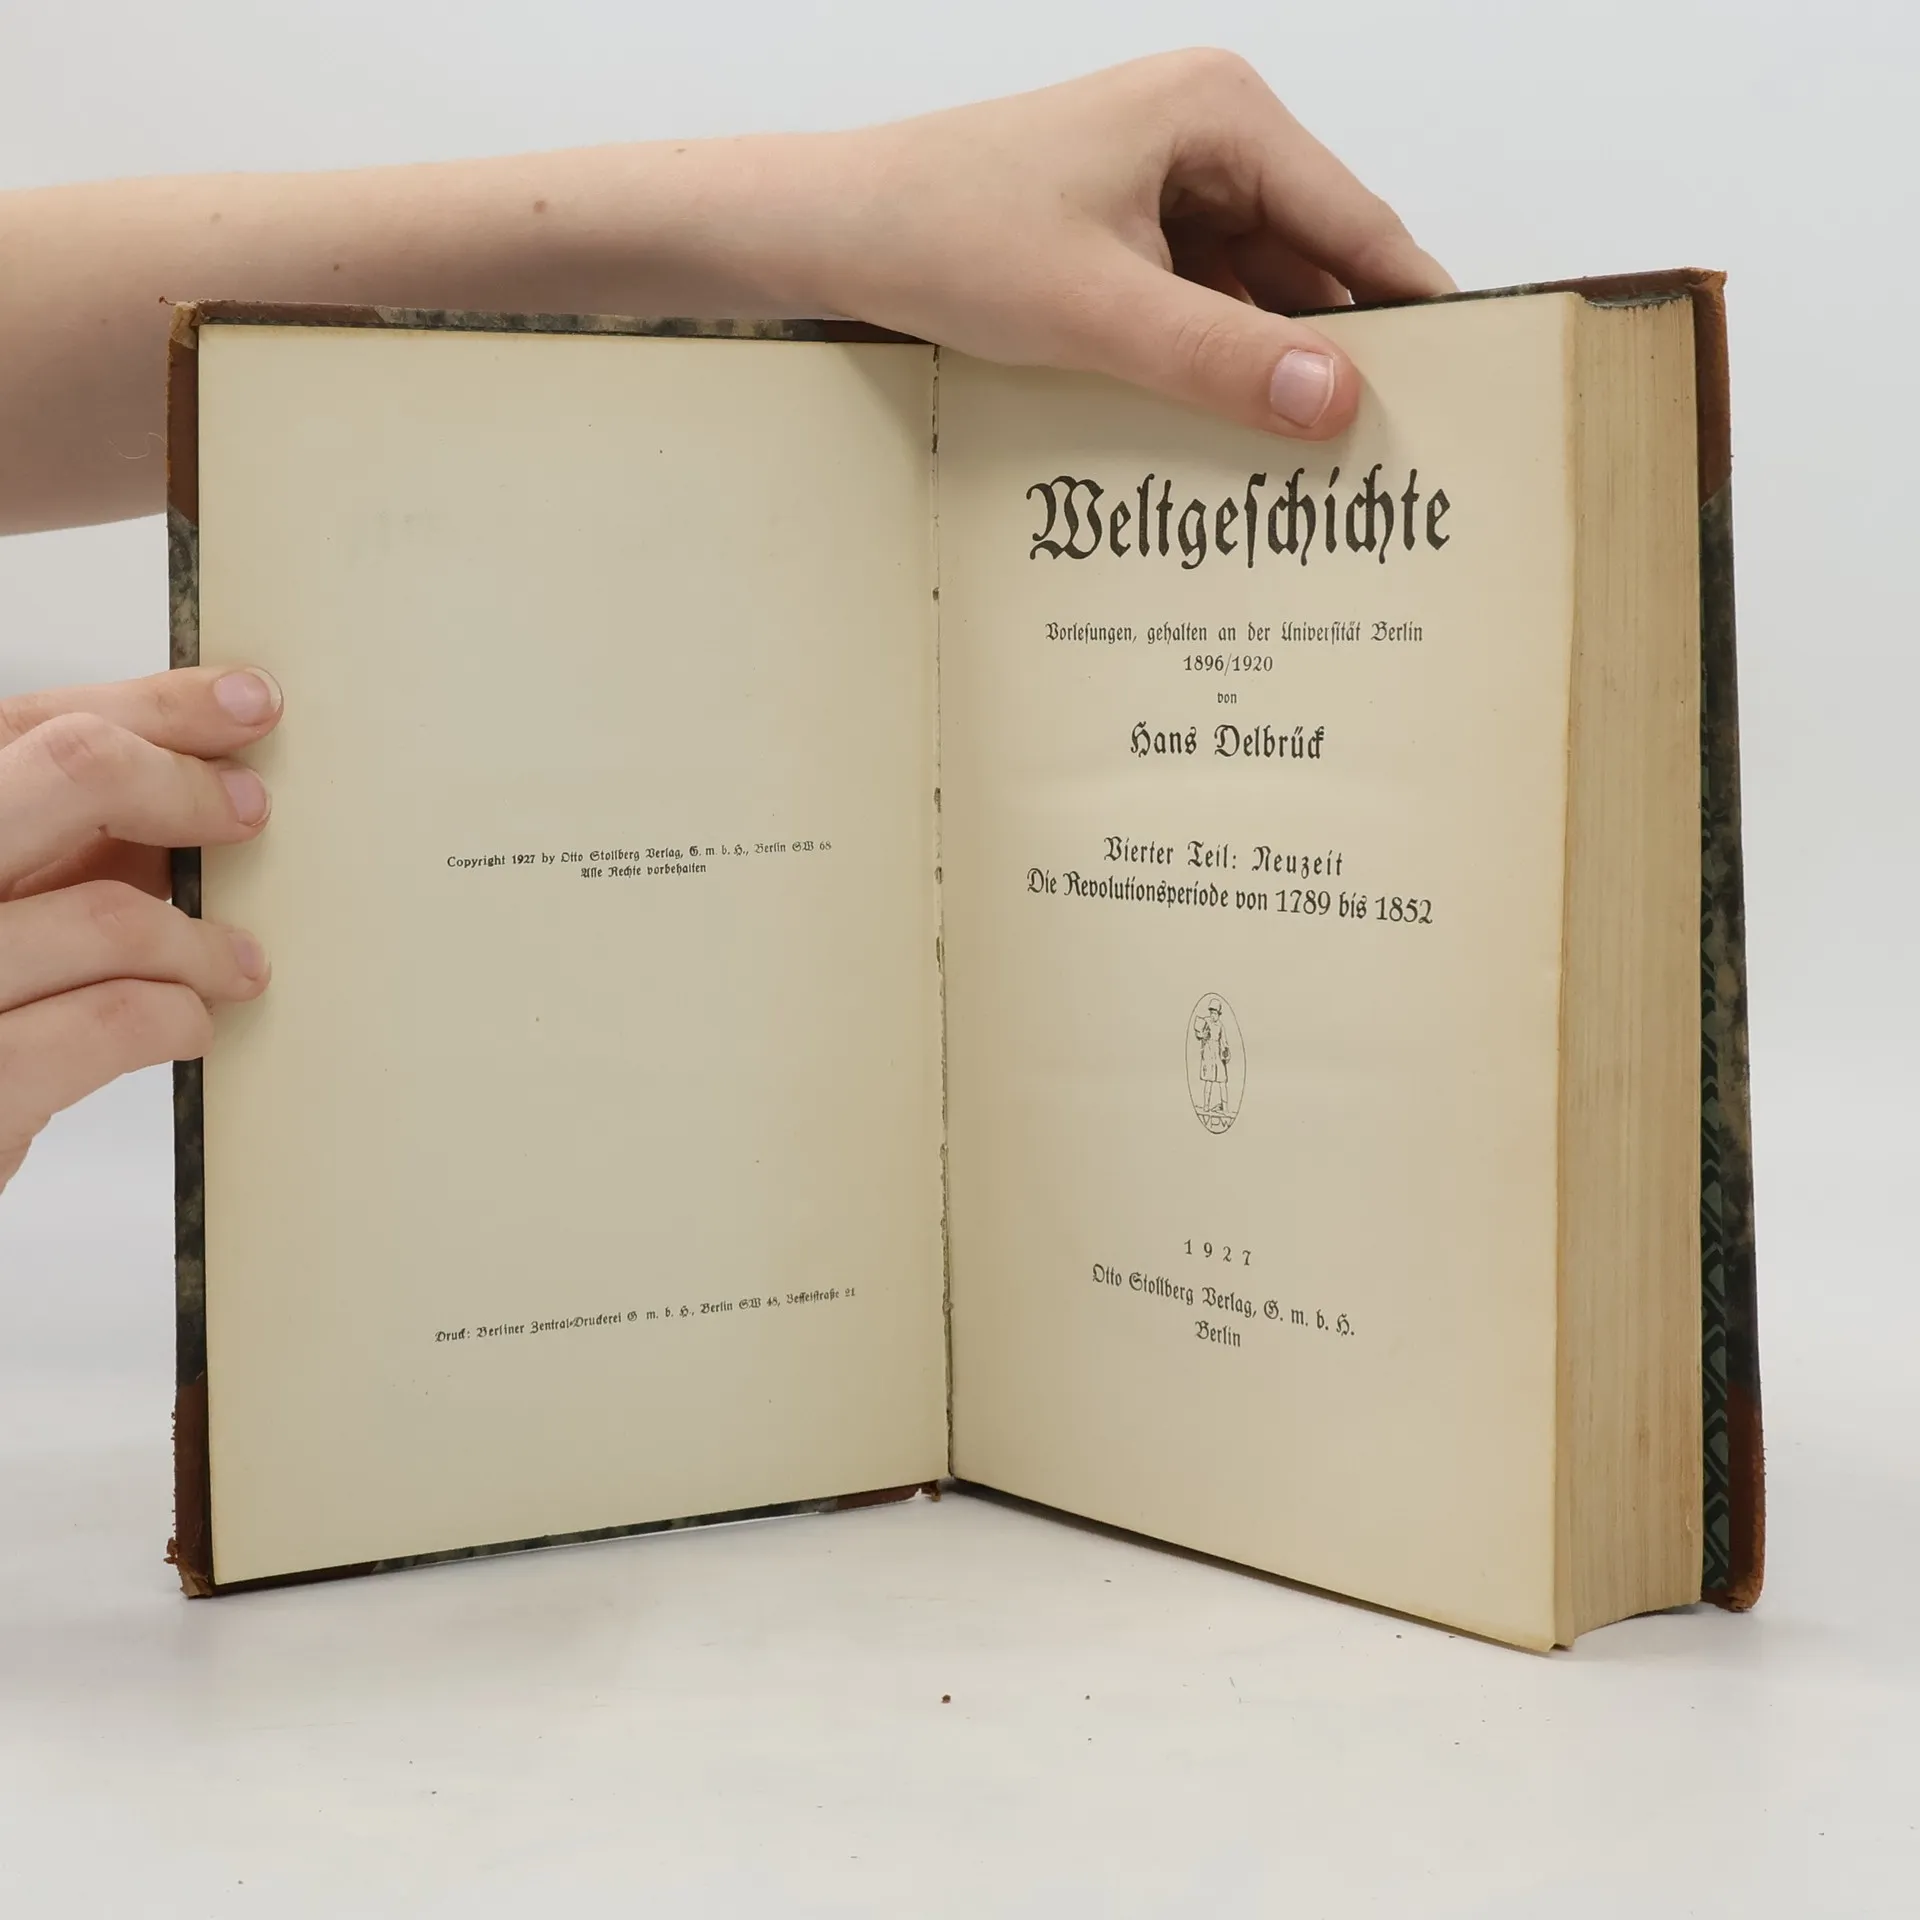 Copyright 1927 by Otto Stollberg Verlag, G. m. b. H., Berlin SW 68
Alle Rechte vorbehalten
Druck: Berliner Zentral-Druckerei G m. b. H., Berlin SW 48, Besselstraße 21
Weltgeschichte
Vorlesungen, gehalten an der Universität Berlin
1896/1920
von
Hans Delbrück
Vierter Teil: Neuzeit
Die Revolutionsperiode von 1789 bis 1852
VPW
1927
Otto Stollberg Verlag, G. m. b. H.
Berlin